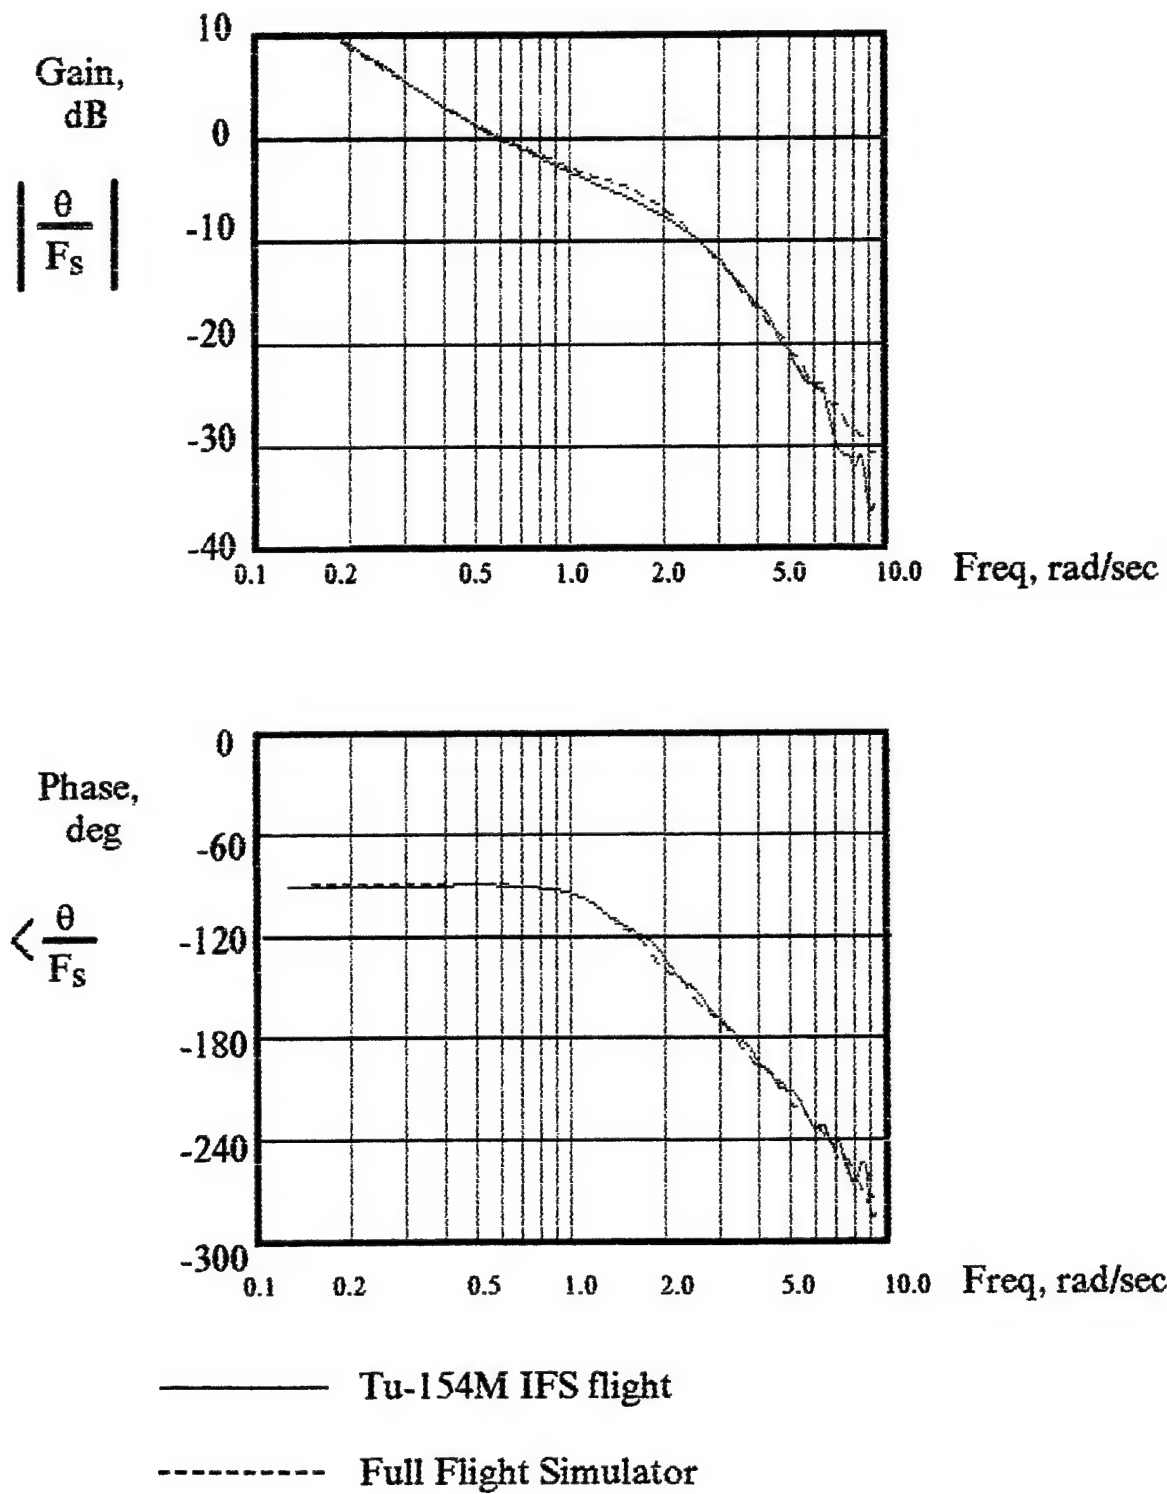 10
Gain,
dB
0
θ
Fs
-10
-20
-30
-40
0.1 0.2 0.5 1.0 2.0 5.0 10.0 Freq, rad/sec
0
Phase,
deg
-60
< θ
Fs
-120
-180
-240
-300
0.1 0.2 0.5 1.0 2.0 5.0 10.0 Freq, rad/sec
Tu-154M IFS flight
Full Flight Simulator